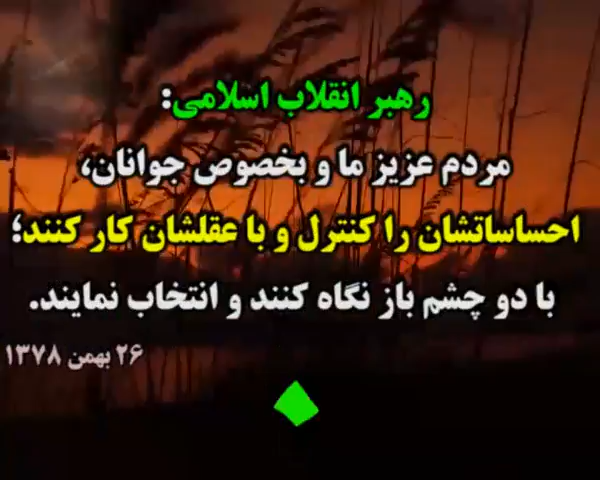 رهبر انقلاب اسلامی:
مردم عزیز ما و بخصوص جوانان،
احساساتشان را کنترل و با عقلشان کار کنند؛
با دو چشم باز نگاه کنند و انتخاب نمایند.
۲۶ بهمن ۱۳۷۸